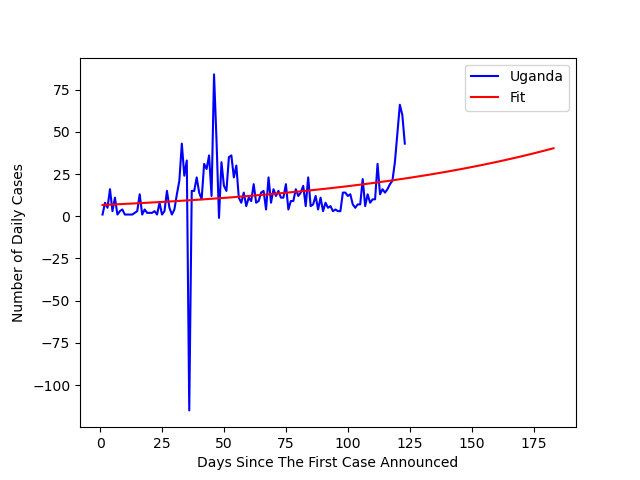 Uganda
Fit
75
50
25
0
−25
−50
−75
−100
Number of Daily Cases
0 25 50 75 100 125 150 175
Days Since The First Case Announced